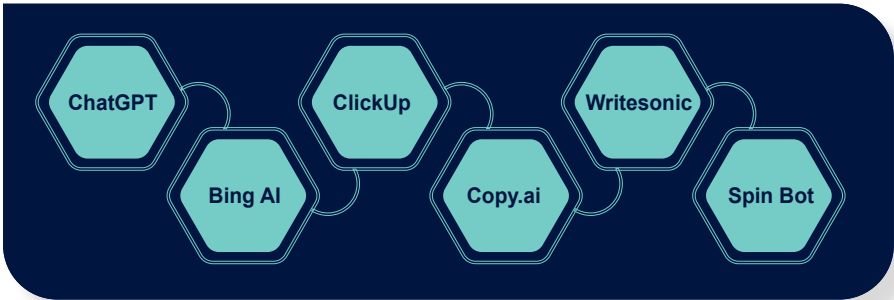 ChatGPT
Bing AI
ClickUp
Copy.ai
Writesonic
Spin Bot